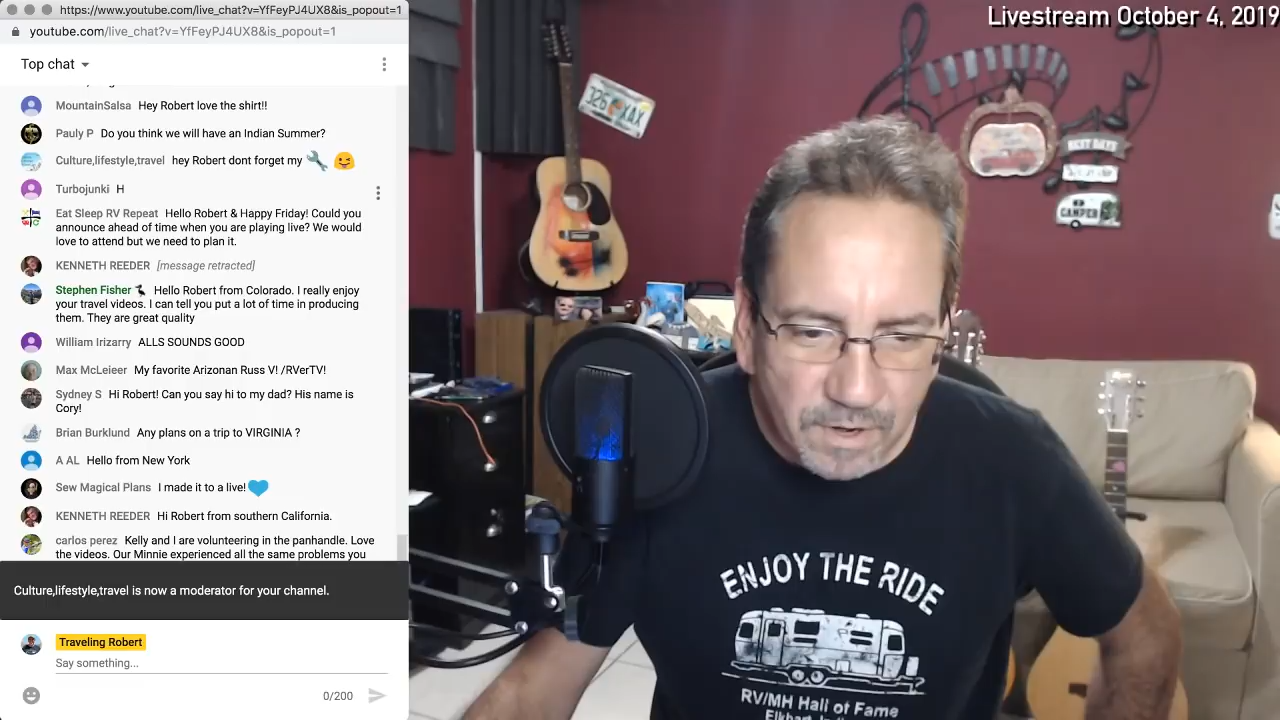 https://www.youtube.com/live_chat?v=YfFeyPJ4UX8&is_popout=1
youtube.com/live_chat?v=YfFeyPJ4UX8&is_popout=1
Top chat
MountainSalsa Hey Robert love the shirt!!
Pauly P Do you think we will have an Indian Summer?
Culture,lifestyle,travel hey Robert dont forget my
Turbojunki H
Eat Sleep RV Repeat Hello Robert & Happy Friday! Could you
announce ahead of time when you are playing live? We would
love to attend but we need to plan it.
KENNETH REEDER [message retracted]
Stephen Fisher Hello Robert from Colorado. I really enjoy
your travel videos. I can tell you put a lot of time in producing
them. They are great quality
William Irizarry ALLS SOUNDS GOOD
Max McLeieer My favorite Arizonan Russ V! /RVerTV!
Sydney S Hi Robert! Can you say hi to my dad? His name is
Cory!
Brian Burklund Any plans on a trip to VIRGINIA ?
A AL Hello from New York
Sew Magical Plans I made it to a live!
KENNETH REEDER Hi Robert from southern California.
carlos perez Kelly and I are volunteering in the panhandle. Love
the videos. Our Minnie experienced all the same problems you
Culture,lifestyle,travel is now a moderator for your channel.
Traveling Robert
Say something...
0/200
Livestream October 4, 2019
326 XAX
BEST DAYS
CAMPER
ENJOY THE RIDE
RV/MH Hall of Fame
Elkhart, Indi